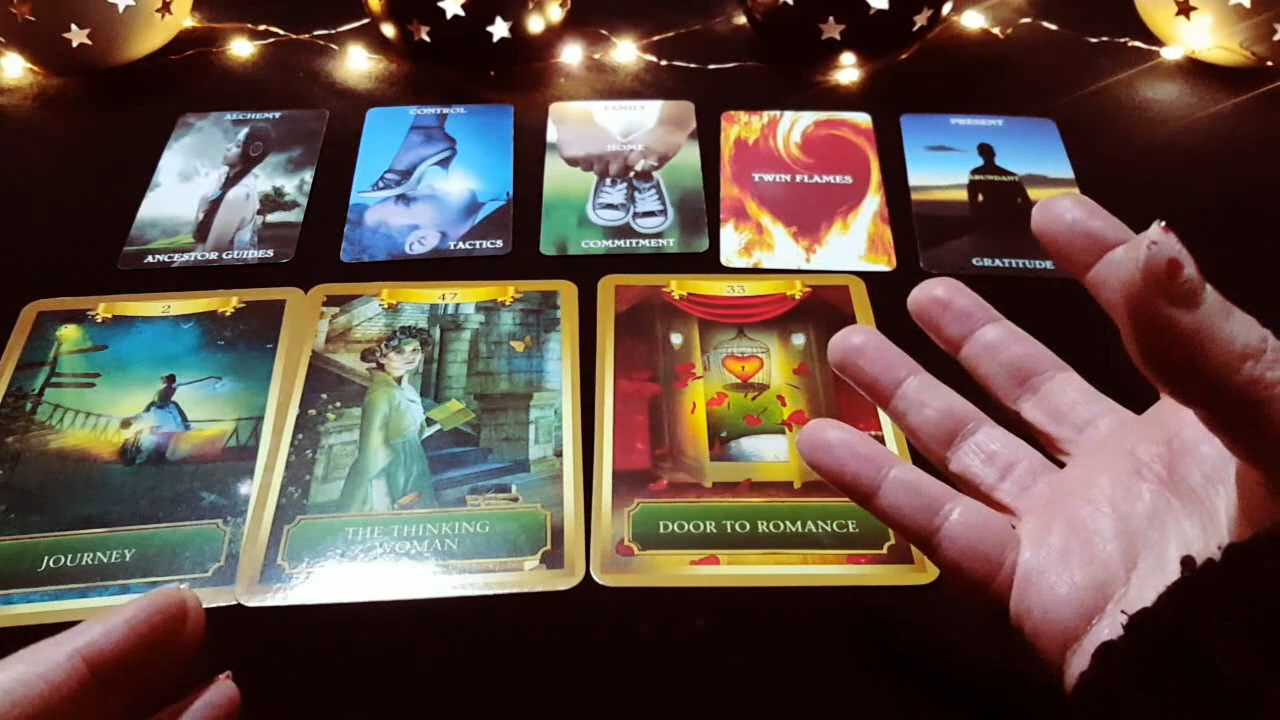 ALCHEMY
ANCESTOR GUIDES
CONTROL
TACTICS
FAMILY
HOME
COMMITMENT
TWIN FLAMES
PRESENT
ABUNDANT
GRATITUDE
2
JOURNEY
47
THE THINKING
WOMAN
33
DOOR TO ROMANCE